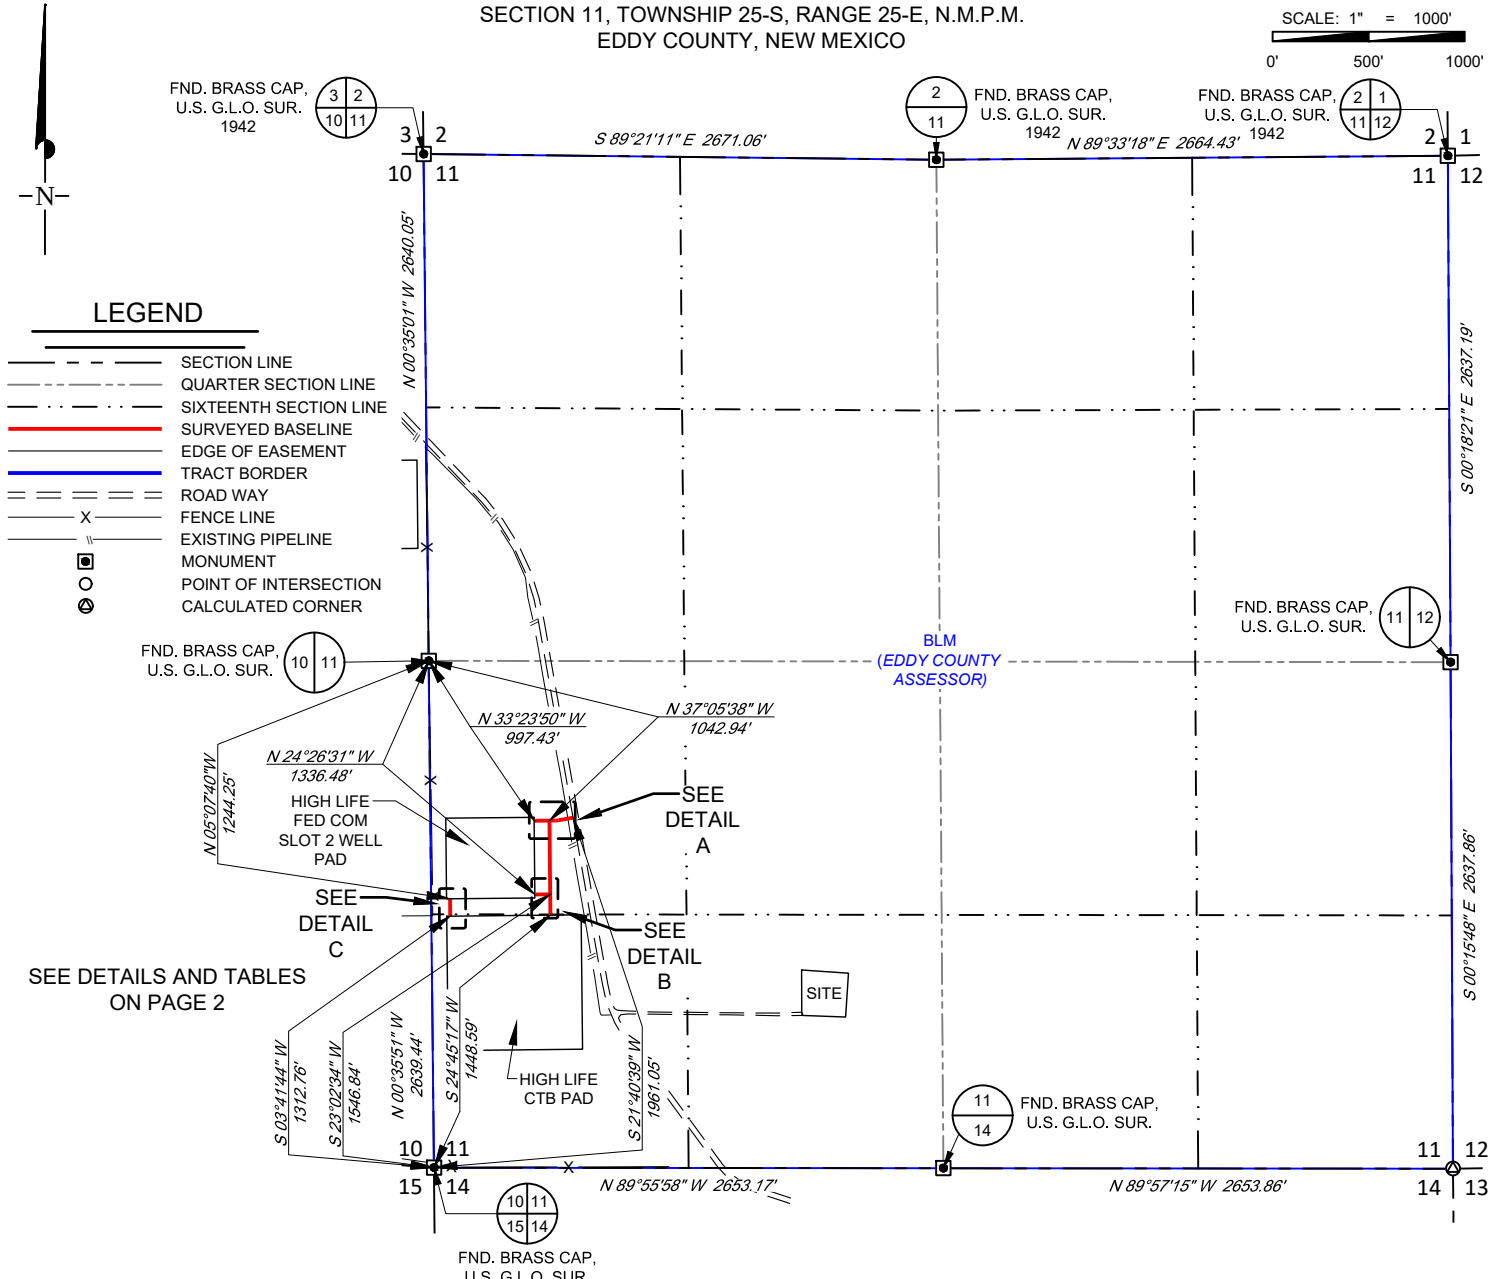 SECTION 11, TOWNSHIP 25-S, RANGE 25-E, N.M.P.M.
EDDY COUNTY, NEW MEXICO
SCALE: 1" = 1000'
0' 500' 1000'
FND. BRASS CAP,
U.S. G.L.O. SUR.
1942
3 2
10 11
2
11
FND. BRASS CAP,
U.S. G.L.O. SUR.
1942
FND. BRASS CAP,
U.S. G.L.O. SUR.
1942
2 1
11 12
3 2
10 11
S 89°21'11" E 2671.06'
N 89°33'18" E 2664.43'
2 1
11 12
-N-
N 00°35'01" W 2640.05'
S 00°18'21" E 2637.19'
LEGEND
SECTION LINE
QUARTER SECTION LINE
SIXTEENTH SECTION LINE
SURVEYED BASELINE
EDGE OF EASEMENT
TRACT BORDER
ROAD WAY
X FENCE LINE
EXISTING PIPELINE
MONUMENT
POINT OF INTERSECTION
CALCULATED CORNER
X
FND. BRASS CAP,
U.S. G.L.O. SUR.
10 11
FND. BRASS CAP,
U.S. G.L.O. SUR.
11 12
BLM
(EDDY COUNTY
ASSESSOR)
N 33°23'50" W
997.43'
N 37°05'38" W
1042.94'
N 24°26'31" W
1336.48'
N 05°07'40"W
1244.25'
X
HIGH LIFE
FED COM
SLOT 2 WELL
PAD
SEE
DETAIL
A
SEE
DETAIL
C
SEE
DETAIL
B
SEE DETAILS AND TABLES
ON PAGE 2
SITE
S 00°15'48" E 2637.86'
S 03°41'44" W
1312.76'
S 23°02'34" W
1546.84'
N 00°35'51" W
2639.44'
S 24°45'17" W
1448.59'
S 21°40'39" W
1961.05'
HIGH LIFE
CTB PAD
11
14
FND. BRASS CAP,
U.S. G.L.O. SUR.
10 11
15 14
X X
N 89°55'58" W 2653.17'
N 89°57'15" W 2653.86'
11 12
14 13
10 11
15 14
FND. BRASS CAP,
U.S. G.L.O. SUR.